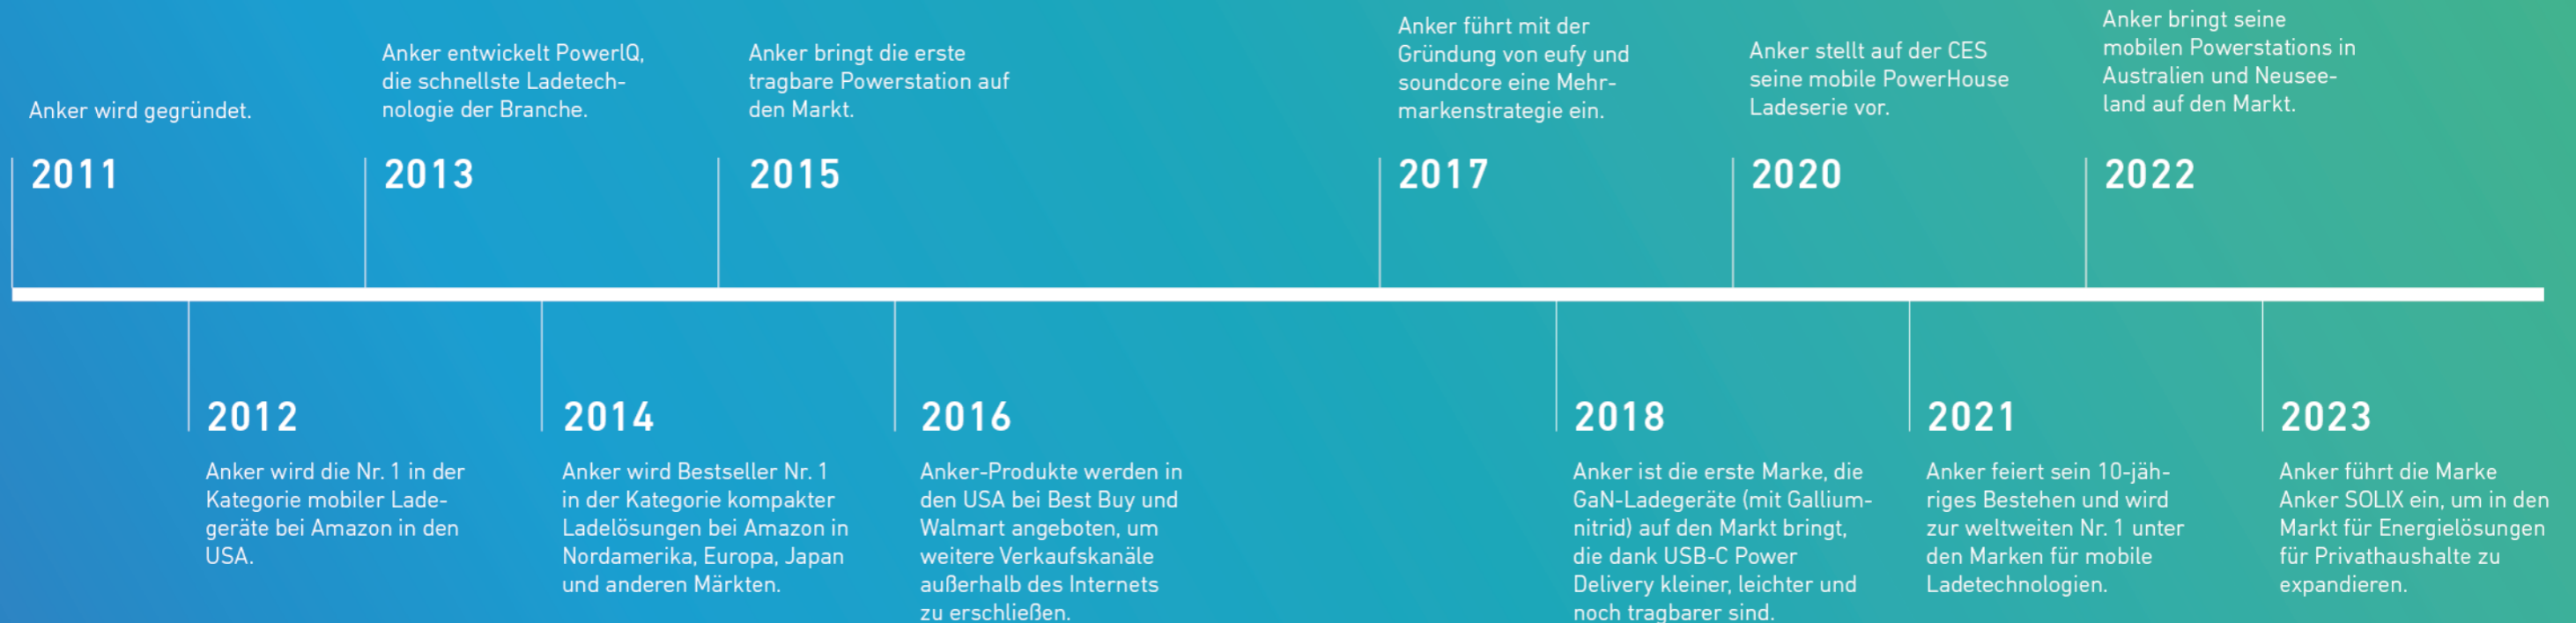 Anker wird gegründet.
2011
Anker entwickelt PowerIQ,
die schnellste Ladetech-
nologie der Branche.
2013
Anker bringt die erste
tragbare Powerstation auf
den Markt.
2015
Anker führt mit der
Gründung von eufy und
soundcore eine Mehr-
markenstrategie ein.
2017
Anker stellt auf der CES
seine mobile PowerHouse
Ladeserie vor.
2020
Anker bringt seine
mobilen Powerstations in
Australien und Neusee-
land auf den Markt.
2022
2012
Anker wird die Nr. 1 in der
Kategorie mobiler Lade-
geräte bei Amazon in den
USA.
2014
Anker wird Bestseller Nr. 1
in der Kategorie kompakter
Ladelösungen bei Amazon in
Nordamerika, Europa, Japan
und anderen Märkten.
2016
Anker-Produkte werden in
den USA bei Best Buy und
Walmart angeboten, um
weitere Verkaufskanäle
außerhalb des Internets
zu erschließen.
2018
Anker ist die erste Marke, die
GaN-Ladegeräte (mit Gallium-
nitrid) auf den Markt bringt,
die dank USB-C Power
Delivery kleiner, leichter und
noch tragbarer sind.
2021
Anker feiert sein 10-jäh-
riges Bestehen und wird
zur weltweiten Nr. 1 unter
den Marken für mobile
Ladetechnologien.
2023
Anker führt die Marke
Anker SOLIX ein, um in den
Markt für Energielösungen
für Privathaushalte zu
expandieren.